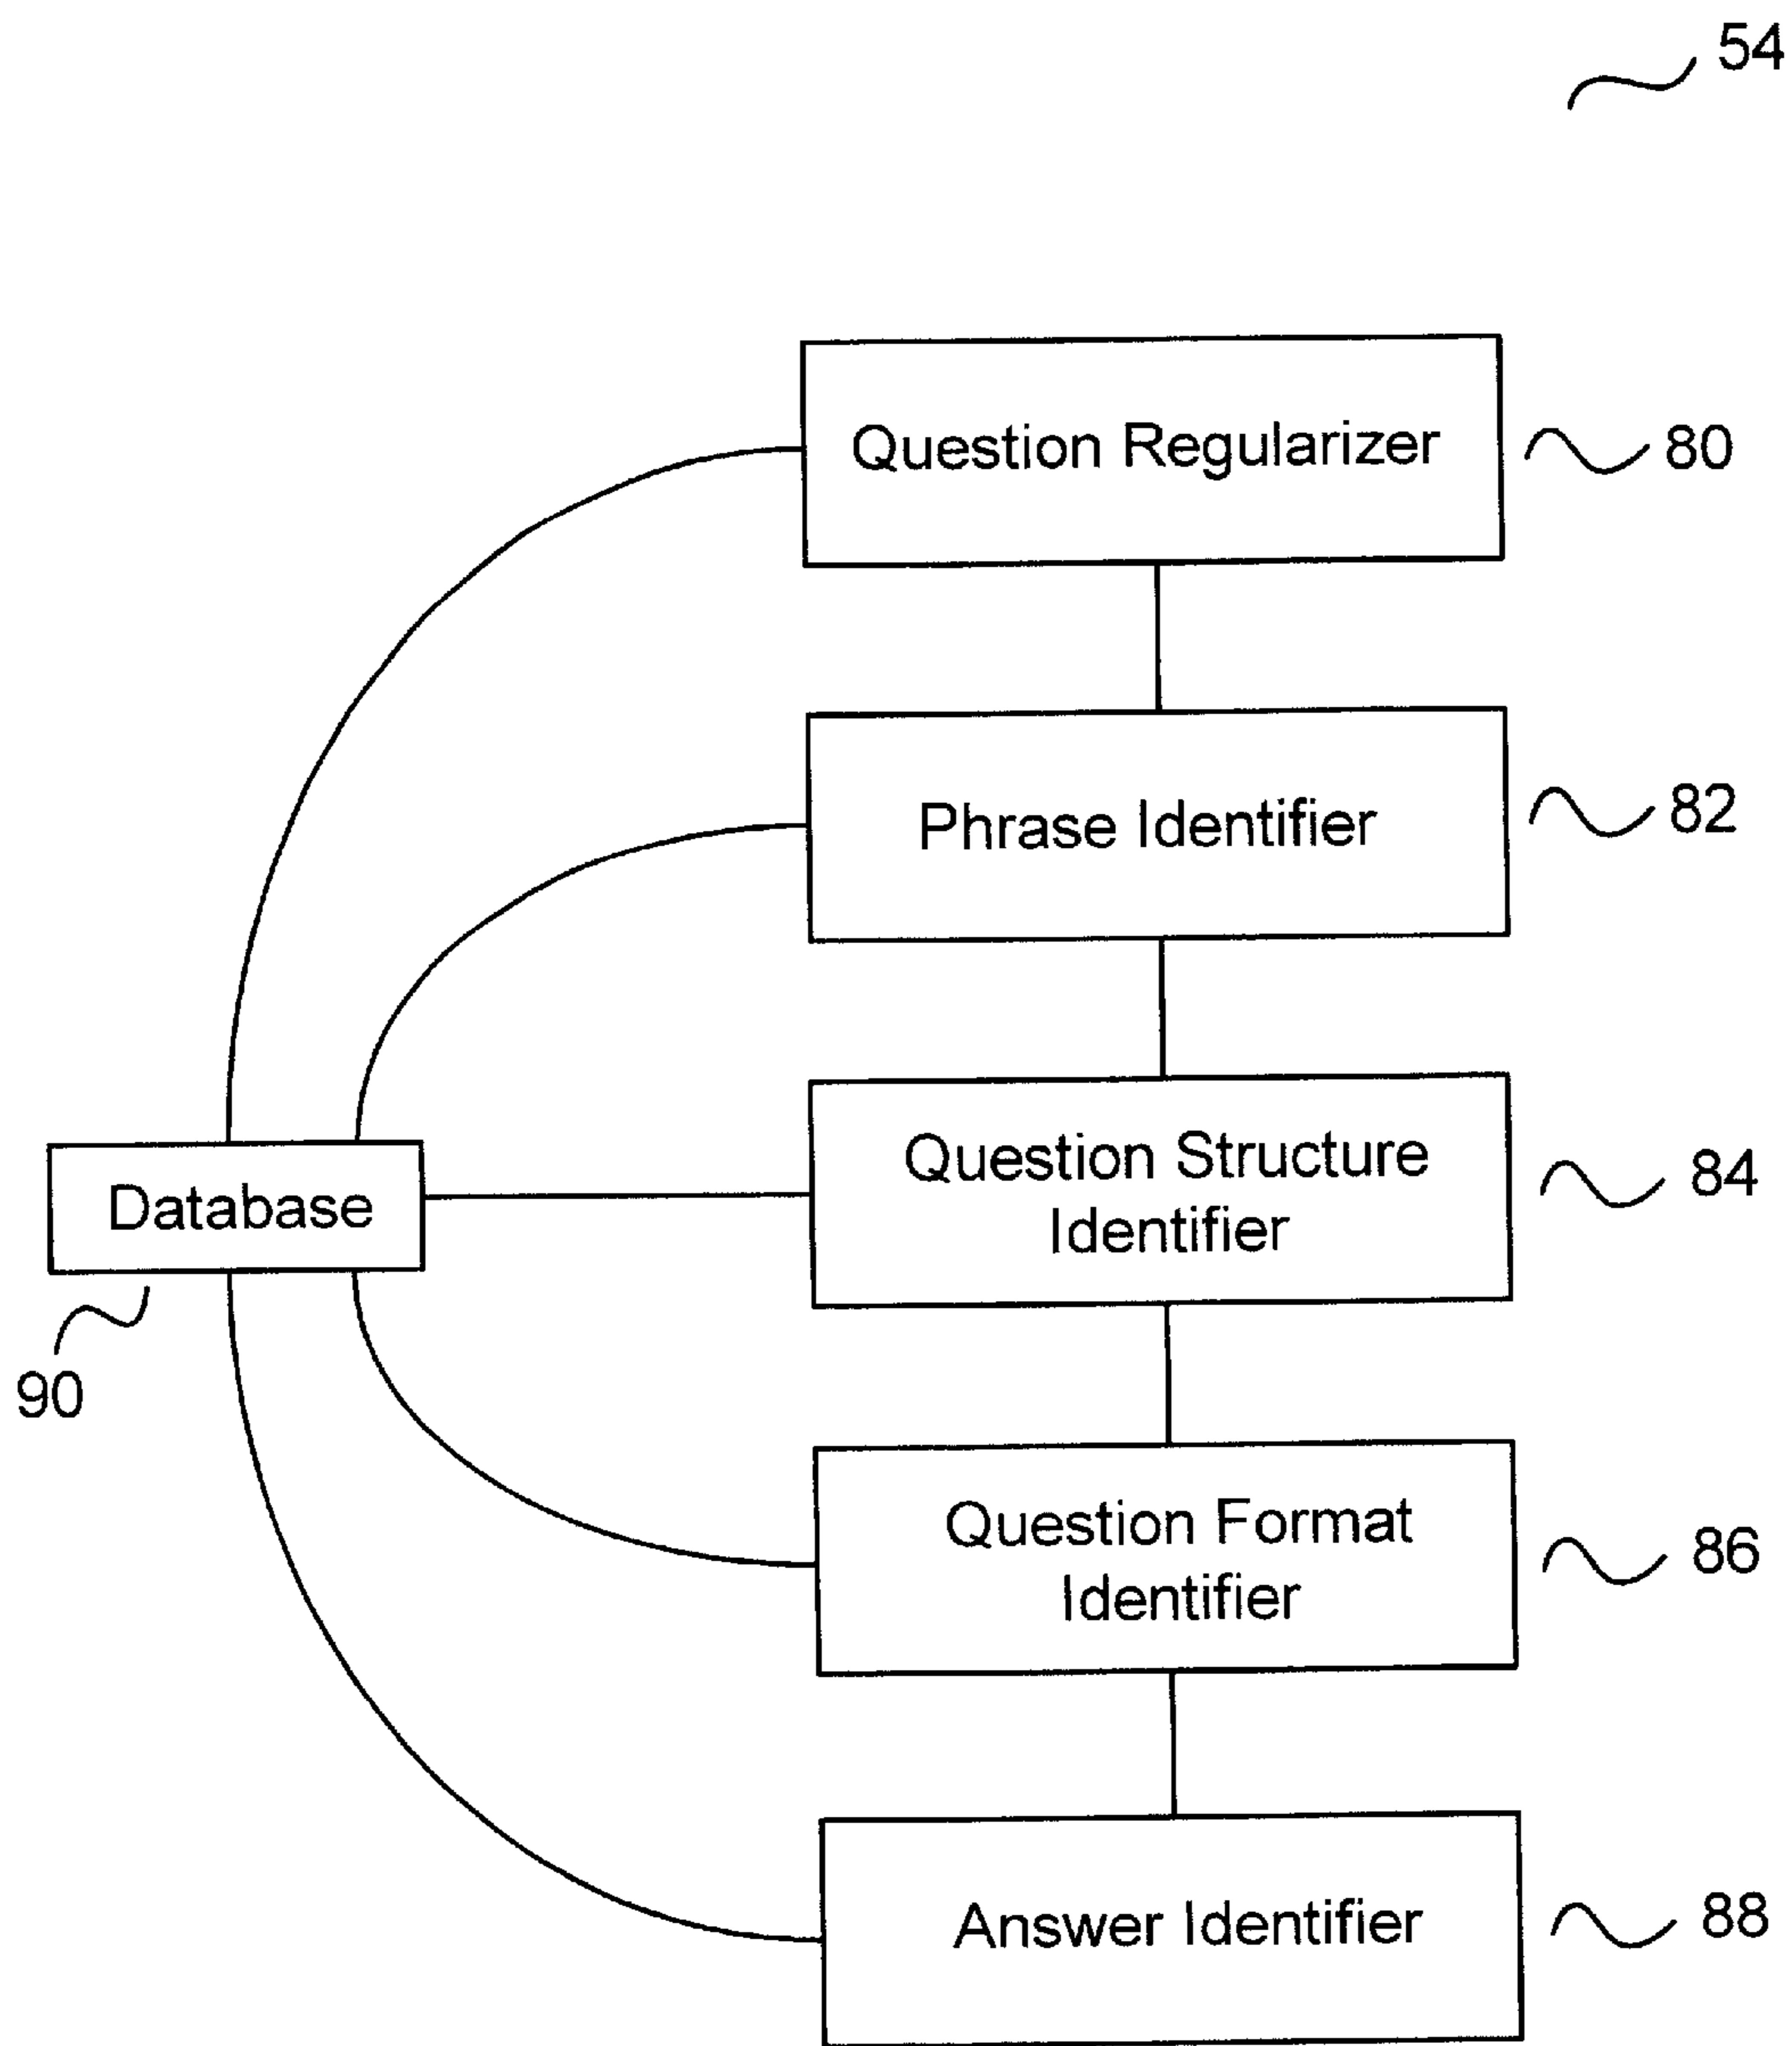 54
Question Regularizer
80
Phrase Identifier
82
Question Structure
Identifier
84
Database
90
Question Format
Identifier
86
Answer Identifier
88